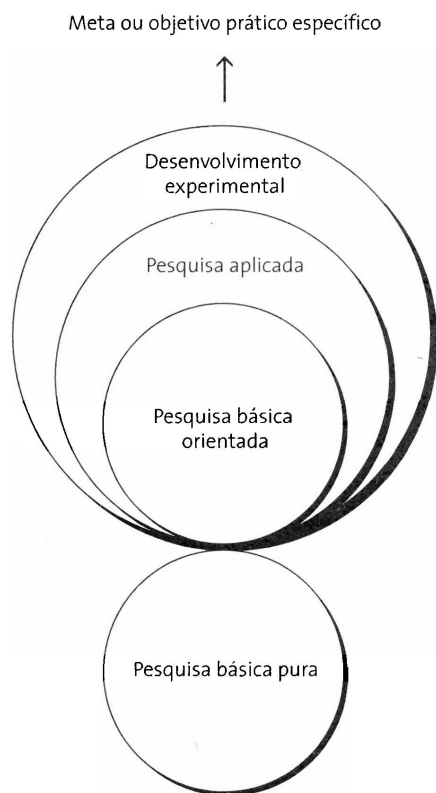 Meta ou objetivo prático específico
Desenvolvimento
experimental
Pesquisa aplicada
Pesquisa básica
orientada
Pesquisa básica pura